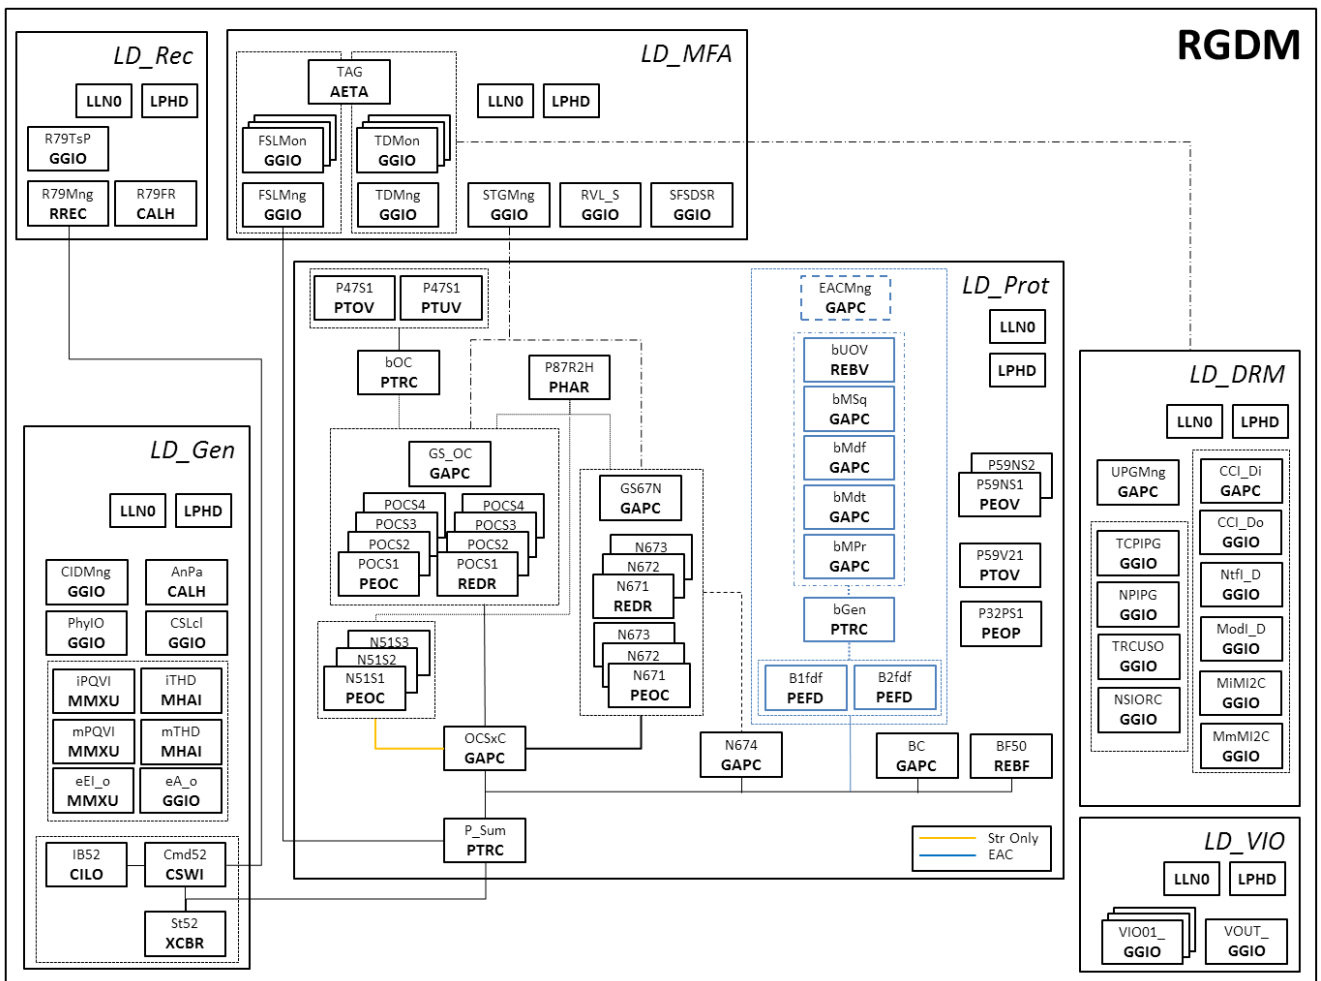 RGDM
LD_Rec
LLN0
LPHD
R79TsP
GGIO
R79Mng
RREC
R79FR
CALH
LD_MFA
TAG
AETA
LLN0
LPHD
FSLMon
GGIO
TDMon
GGIO
FSLMng
GGIO
TDMng
GGIO
STGMng
GGIO
RVL_S
GGIO
SFSDSR
GGIO
LD_Prot
LLN0
LPHD
P47S1
PTOV
P47S1
PTUV
bOC
PTRC
P87R2H
PHAR
GS_OC
GAPC
POCS4
POCS3
POCS2
POCS1
PEOC
POCS4
POCS3
POCS2
POCS1
REDR
GS67N
GAPC
N673
N672
N671
REDR
N673
N672
N671
PEOC
N51S3
N51S2
N51S1
PEOC
EACMng
GAPC
bUOV
REBV
bMSq
GAPC
bMdf
GAPC
bMdt
GAPC
bMPr
GAPC
bGen
PTRC
B1fdf
PEFD
B2fdf
PEFD
P59NS2
P59NS1
PEOV
P59V21
PTOV
P32PS1
PEOP
OCSxC
GAPC
N674
GAPC
BC
GAPC
BF50
REBF
P_Sum
PTRC
Str Only
EAC
LD_Gen
LLN0
LPHD
CIDMng
GGIO
AnPa
CALH
PhyIO
GGIO
CSLcl
GGIO
iPQVI
MMXU
iTHD
MHAI
mPQVI
MMXU
mTHD
MHAI
eEI_o
MMXU
eA_o
GGIO
IB52
CILO
Cmd52
CSWI
St52
XCBR
LD_DRM
LLN0
LPHD
UPGMng
GAPC
CCI_Di
GAPC
CCI_Do
GGIO
TCPIPG
GGIO
NtfI_D
GGIO
NPIPG
GGIO
ModI_D
GGIO
TRCUSO
GGIO
MiMI2C
GGIO
NSIORC
GGIO
MmMI2C
GGIO
LD_VIO
LLN0
LPHD
VIO01_
GGIO
VOUT_
GGIO